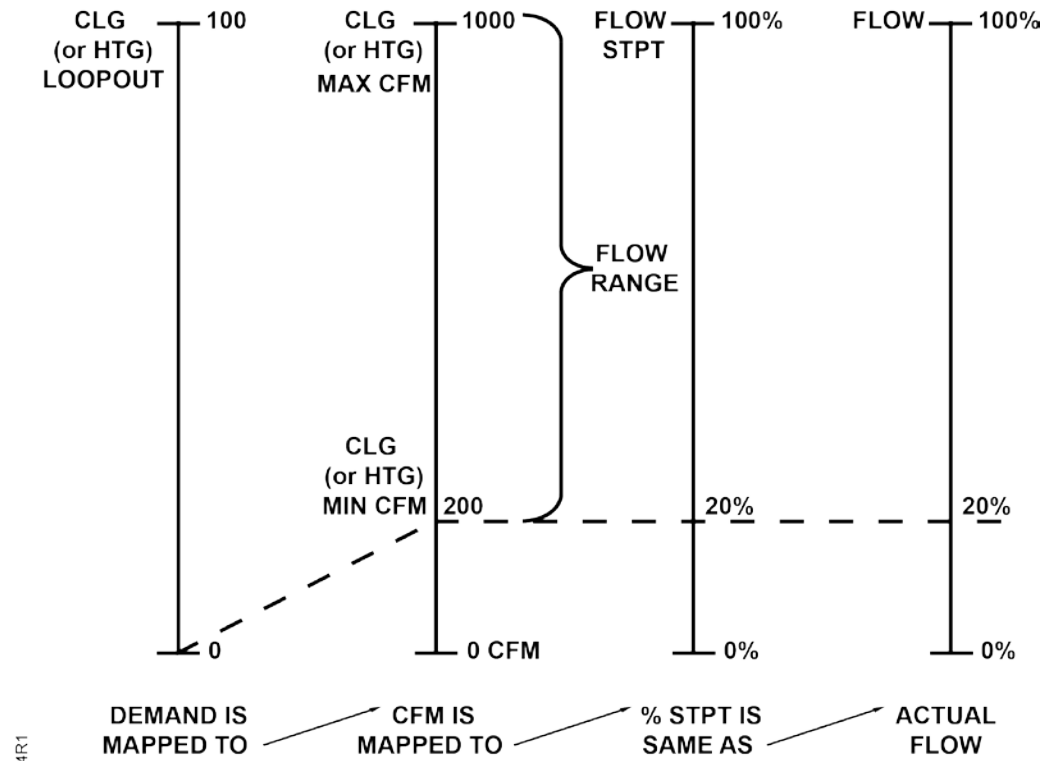 CLG
(or HTG)
LOOPOUT
100
CLG
(or HTG)
MAX CFM
1000
FLOW
STPT
100%
FLOW
100%
FLOW
RANGE
CLG
(or HTG)
MIN CFM
200
20%
20%
0
0 CFM
0%
0%
DEMAND IS
MAPPED TO
CFM IS
MAPPED TO
% STPT IS
SAME AS
ACTUAL
FLOW
4R1